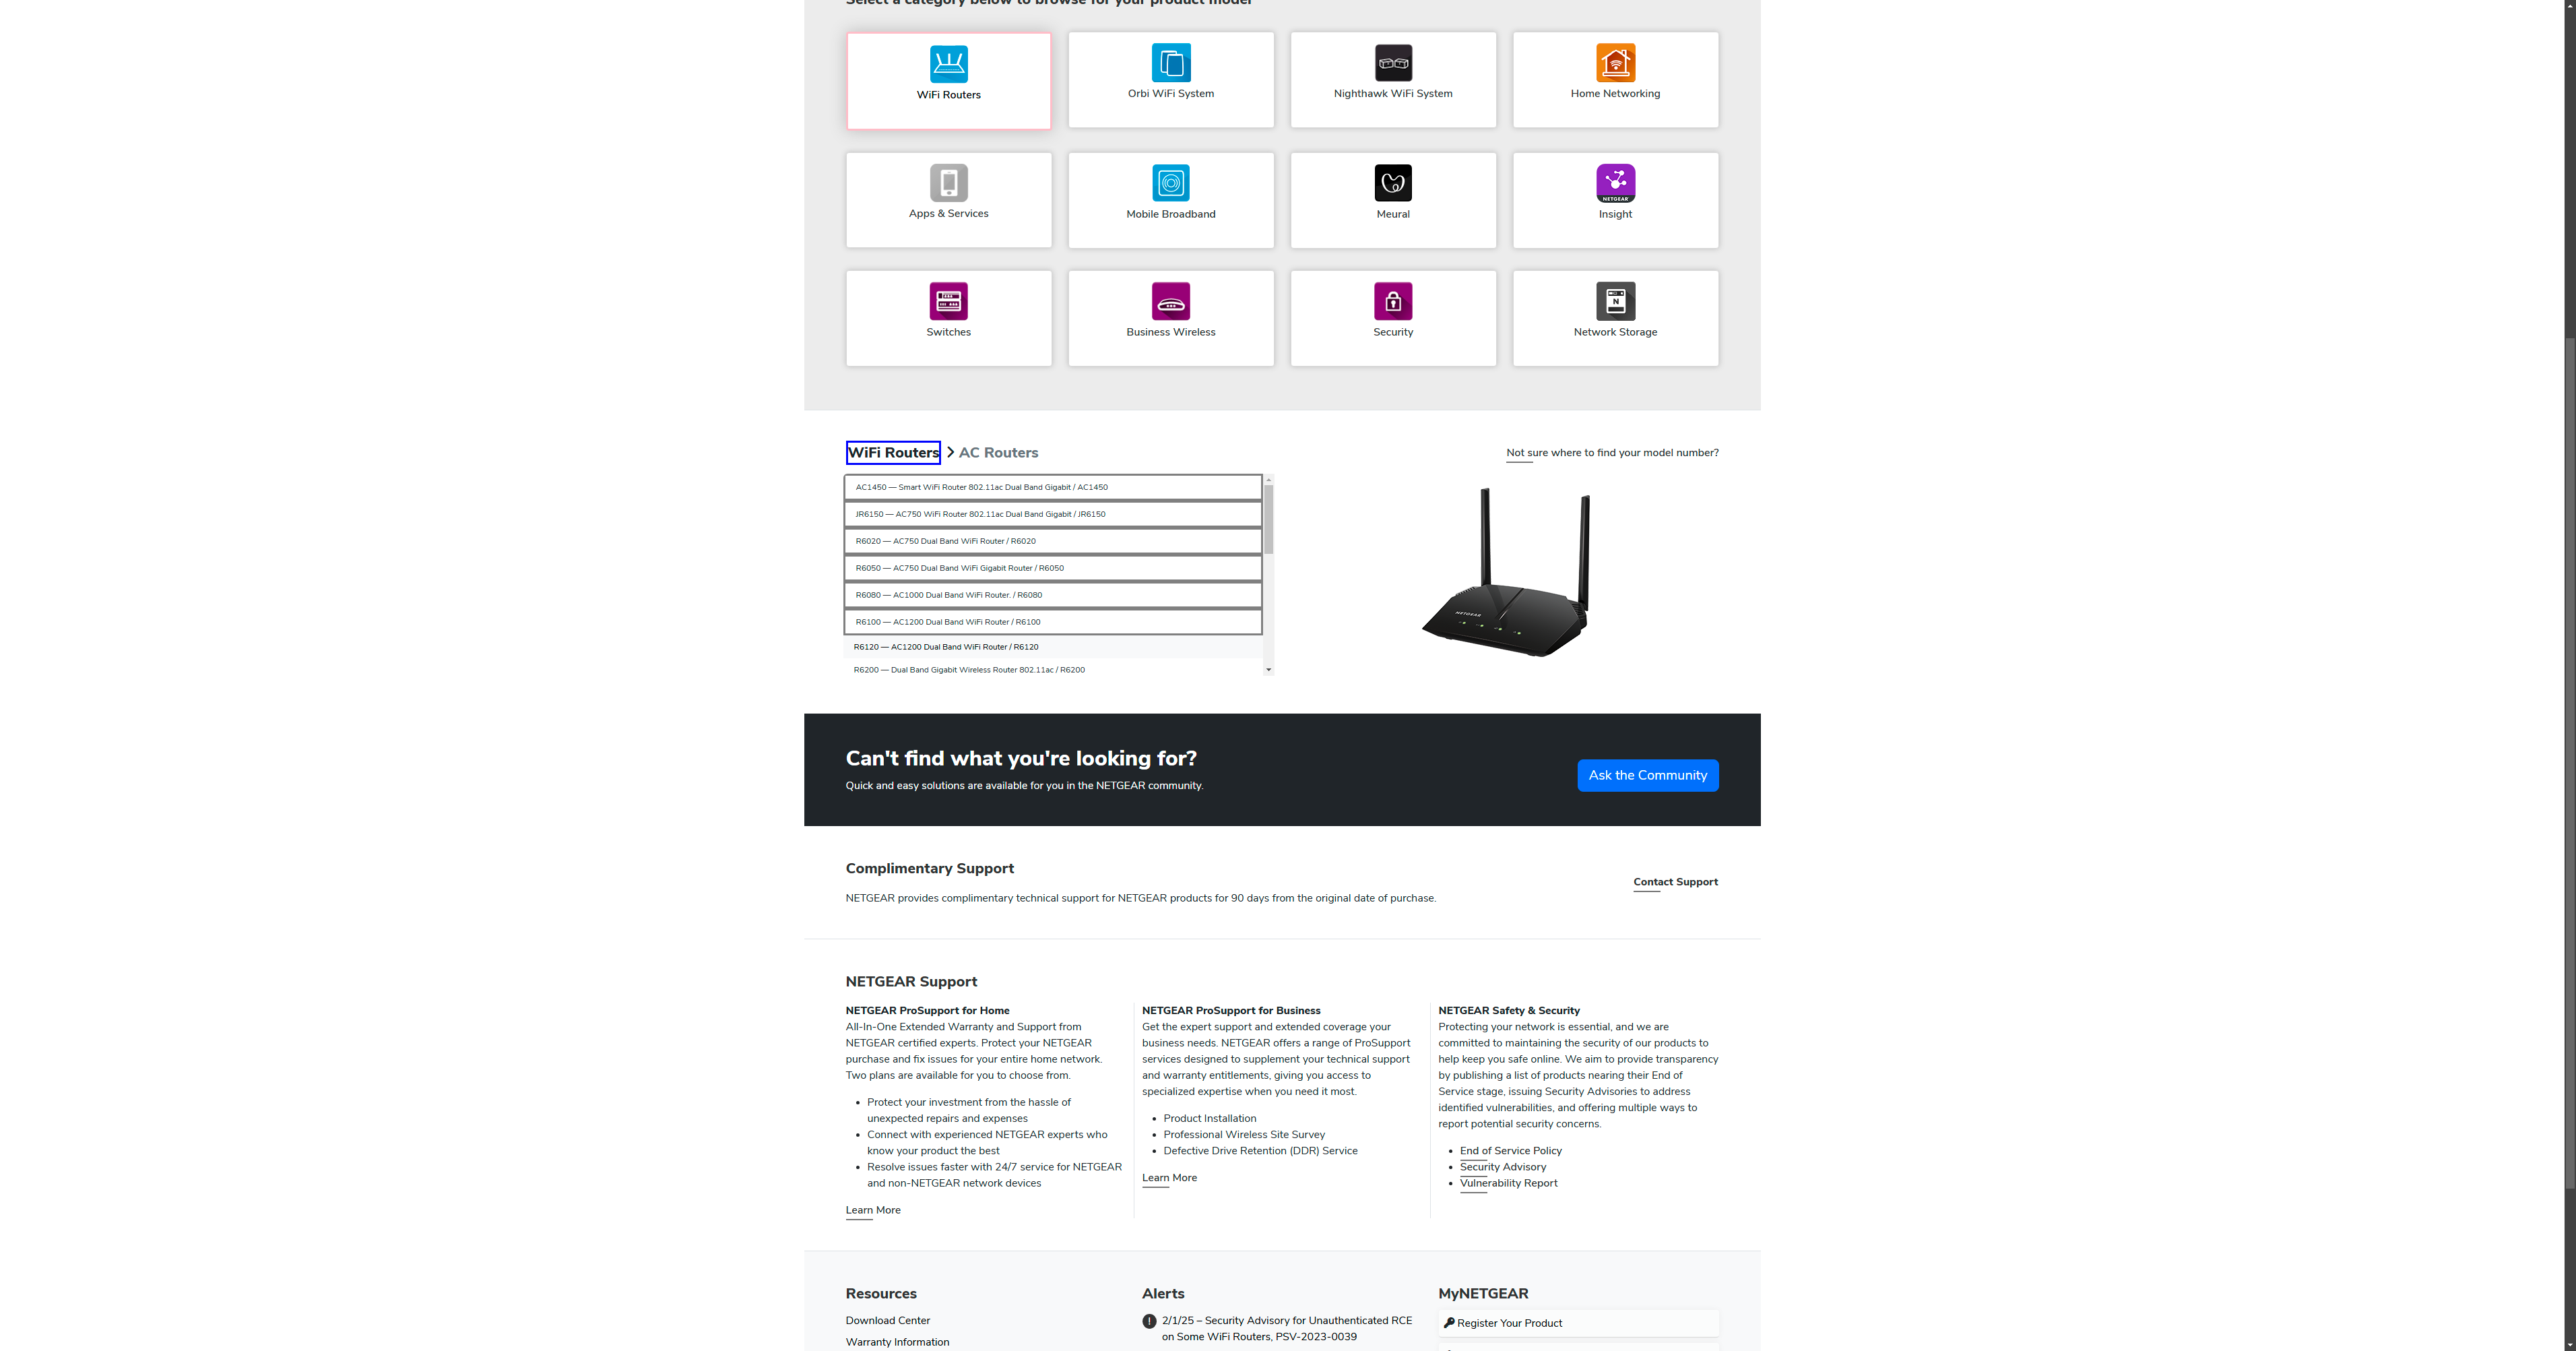 Select a category below to browse for your product model
WiFi Routers
Orbi WiFi System
Nighthawk WiFi System
Home Networking
Apps & Services
Mobile Broadband
Meural
NETGEAR
Insight
Switches
Business Wireless
Security
N
Network Storage
WiFi Routers > AC Routers
Not sure where to find your model number?
AC1450 — Smart WiFi Router 802.11ac Dual Band Gigabit / AC1450
JR6150 — AC750 WiFi Router 802.11ac Dual Band Gigabit / JR6150
R6020 — AC750 Dual Band WiFi Router / R6020
R6050 — AC750 Dual Band WiFi Gigabit Router / R6050
R6080 — AC1000 Dual Band WiFi Router. / R6080
R6100 — AC1200 Dual Band WiFi Router / R6100
R6120 — AC1200 Dual Band WiFi Router / R6120
R6200 — Dual Band Gigabit Wireless Router 802.11ac / R6200
NETGEAR
Can't find what you're looking for?
Quick and easy solutions are available for you in the NETGEAR community.
Ask the Community
Complimentary Support
NETGEAR provides complimentary technical support for NETGEAR products for 90 days from the original date of purchase.
Contact Support
NETGEAR Support
NETGEAR ProSupport for Home
All-In-One Extended Warranty and Support from
NETGEAR certified experts. Protect your NETGEAR
purchase and fix issues for your entire home network.
Two plans are available for you to choose from.
• Protect your investment from the hassle of
unexpected repairs and expenses
• Connect with experienced NETGEAR experts who
know your product the best
• Resolve issues faster with 24/7 service for NETGEAR
and non-NETGEAR network devices
Learn More
NETGEAR ProSupport for Business
Get the expert support and extended coverage your
business needs. NETGEAR offers a range of ProSupport
services designed to supplement your technical support
and warranty entitlements, giving you access to
specialized expertise when you need it most.
• Product Installation
• Professional Wireless Site Survey
• Defective Drive Retention (DDR) Service
Learn More
NETGEAR Safety & Security
Protecting your network is essential, and we are
committed to maintaining the security of our products to
help keep you safe online. We aim to provide transparency
by publishing a list of products nearing their End of
Service stage, issuing Security Advisories to address
identified vulnerabilities, and offering multiple ways to
report potential security concerns.
• End of Service Policy
• Security Advisory
• Vulnerability Report
Resources
Download Center
Warranty Information
Alerts
2/1/25 – Security Advisory for Unauthenticated RCE
on Some WiFi Routers, PSV-2023-0039
MyNETGEAR
Register Your Product